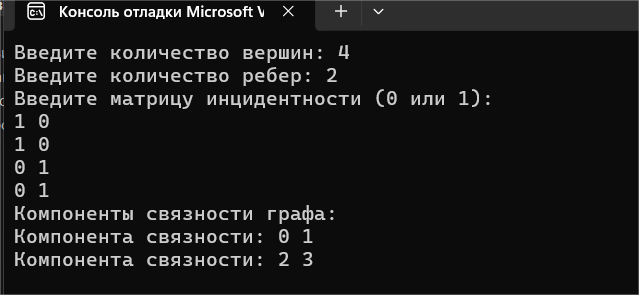 Консоль отладки Microsoft V
Введите количество вершин: 4
Введите количество ребер: 2
Введите матрицу инцидентности (0 или 1):
1 0
1 0
0 1
0 1
Компоненты связности графа:
Компонента связности: 0 1
Компонента связности: 2 3